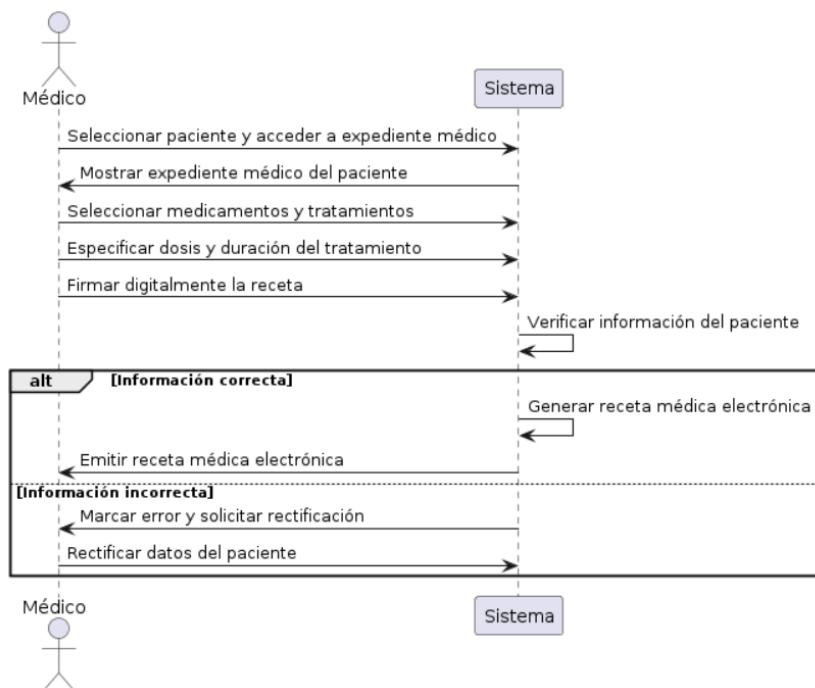 Médico
Sistema
Seleccionar paciente y acceder a expediente médico
Mostrar expediente médico del paciente
Seleccionar medicamentos y tratamientos
Especificar dosis y duración del tratamiento
Firmar digitalmente la receta
Verificar información del paciente
alt [Información correcta]
Generar receta médica electrónica
Emitir receta médica electrónica
[Información incorrecta]
Marcar error y solicitar rectificación
Rectificar datos del paciente
Médico
Sistema